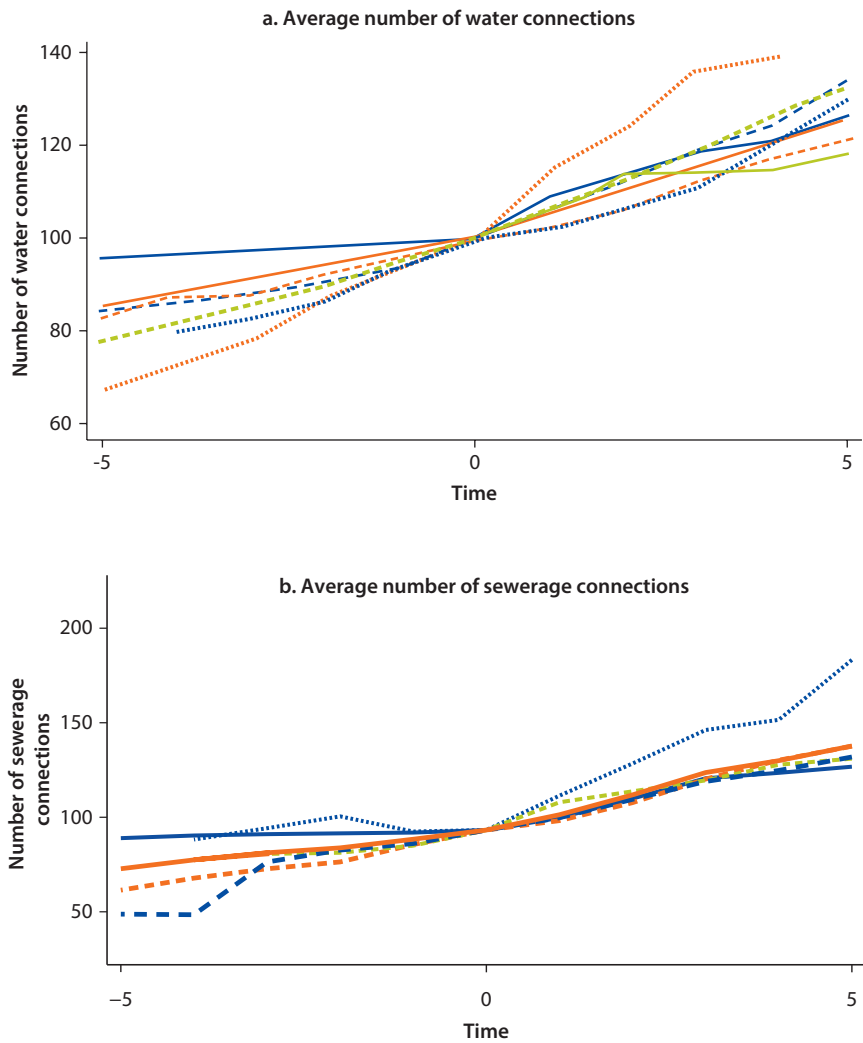 a. Average number of water connections
140
120
100
80
60
Number of water connections
-5
0
5
Time
b. Average number of sewerage connections
200
150
100
50
Number of sewerage
connections
−5
0
5
Time